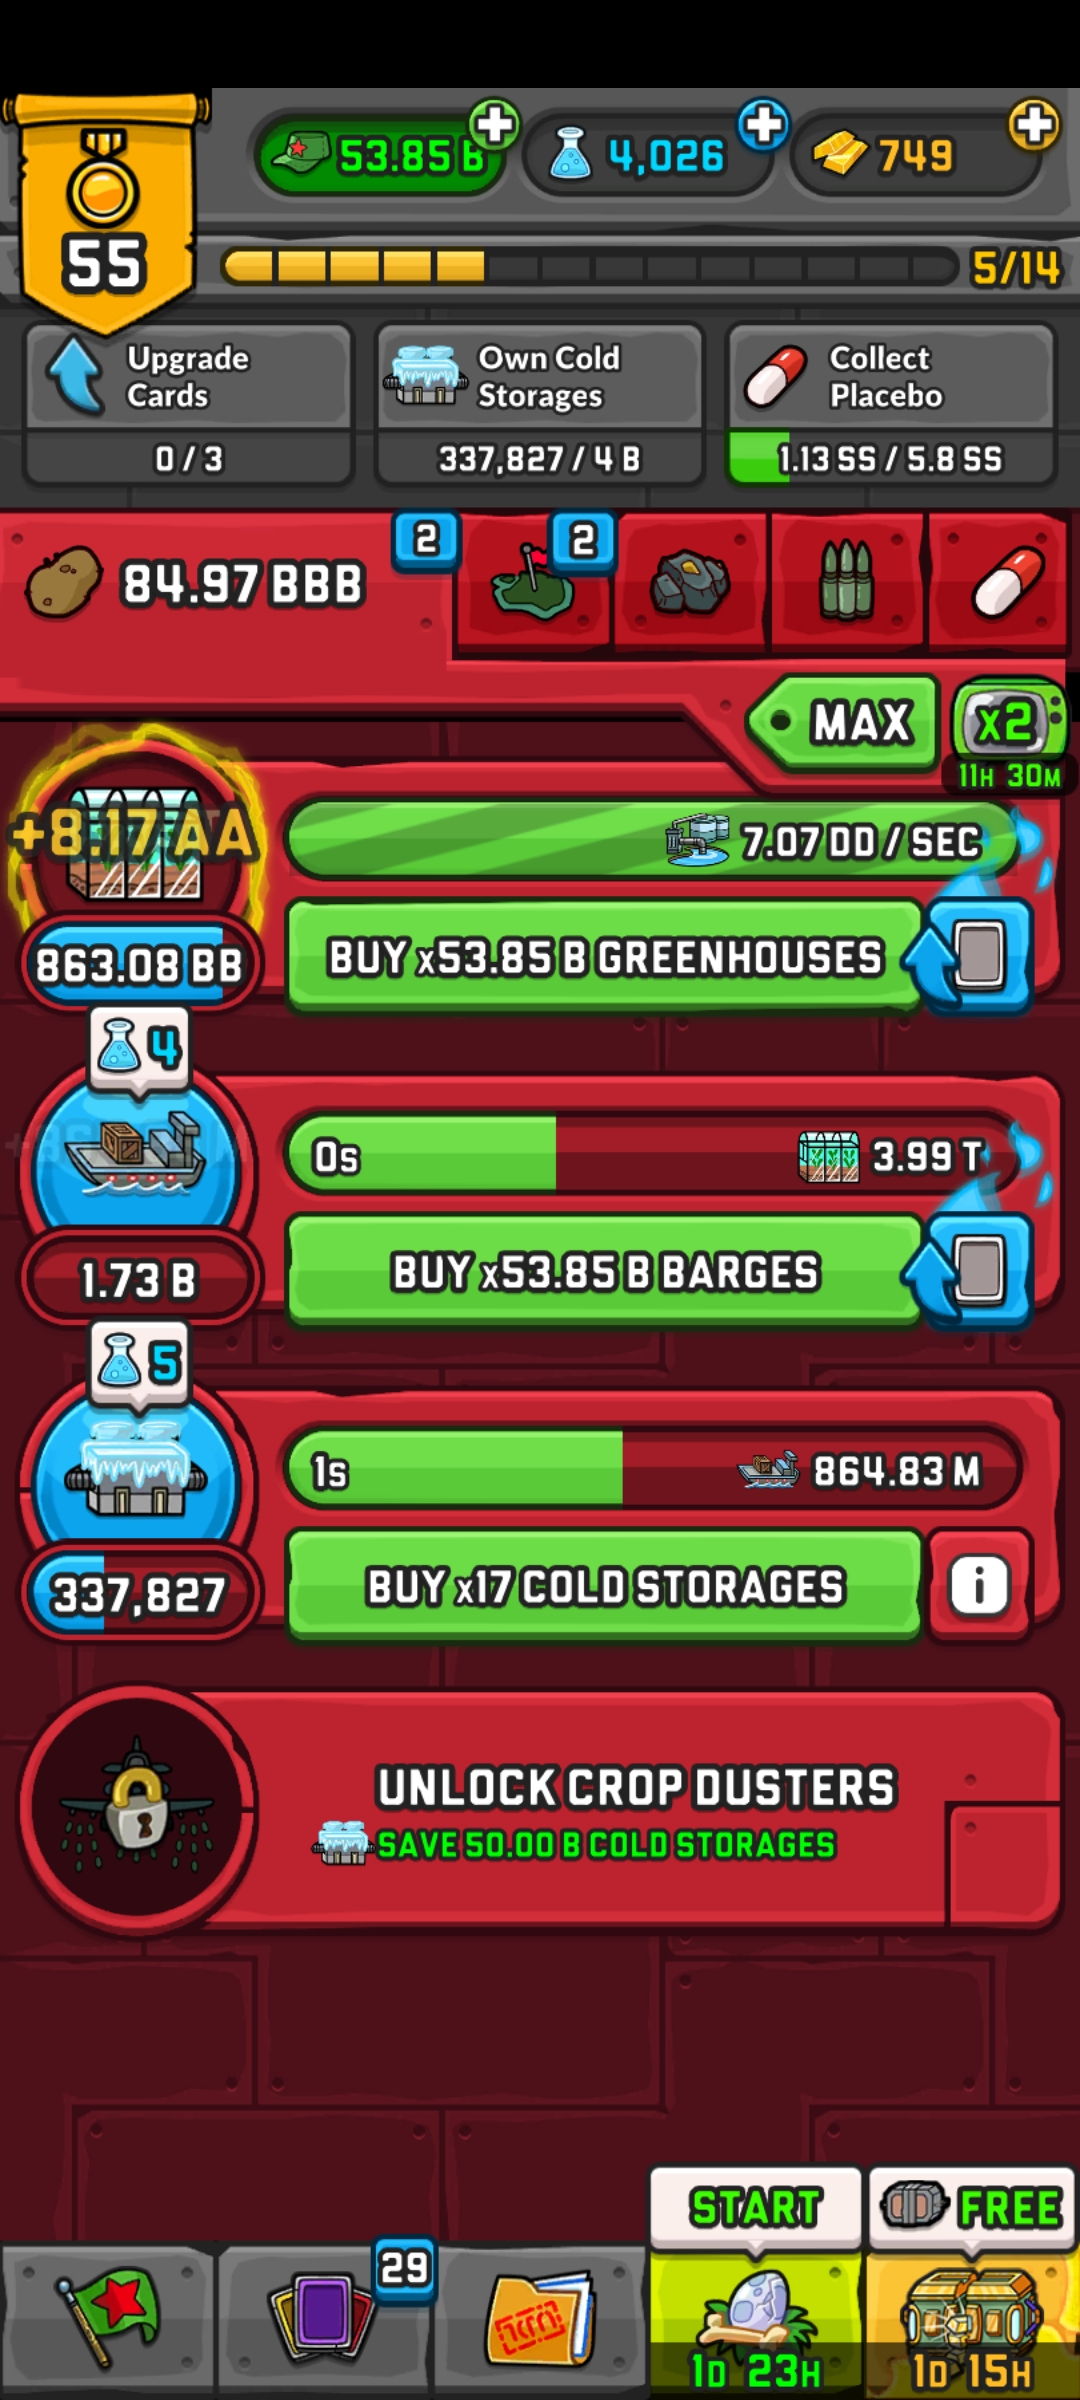 55
53.85 B
4,026
749
5/14
Upgrade
Cards
0 / 3
Own Cold
Storages
337,827 / 4 B
Collect
Placebo
1.13 SS / 5.8 SS
84.97 BBB
2
2
MAX
x2
11H 30M
+8.17 AA
863.08 BB
7.07 DD / SEC
BUY x53.85 B GREENHOUSES
4
1.73 B
0s
3.99 T
BUY x53.85 B BARGES
5
337,827
1s
864.83 M
BUY x17 COLD STORAGES
i
UNLOCK CROP DUSTERS
SAVE 50.00 B COLD STORAGES
29
START
1D 23H
FREE
1D 15H